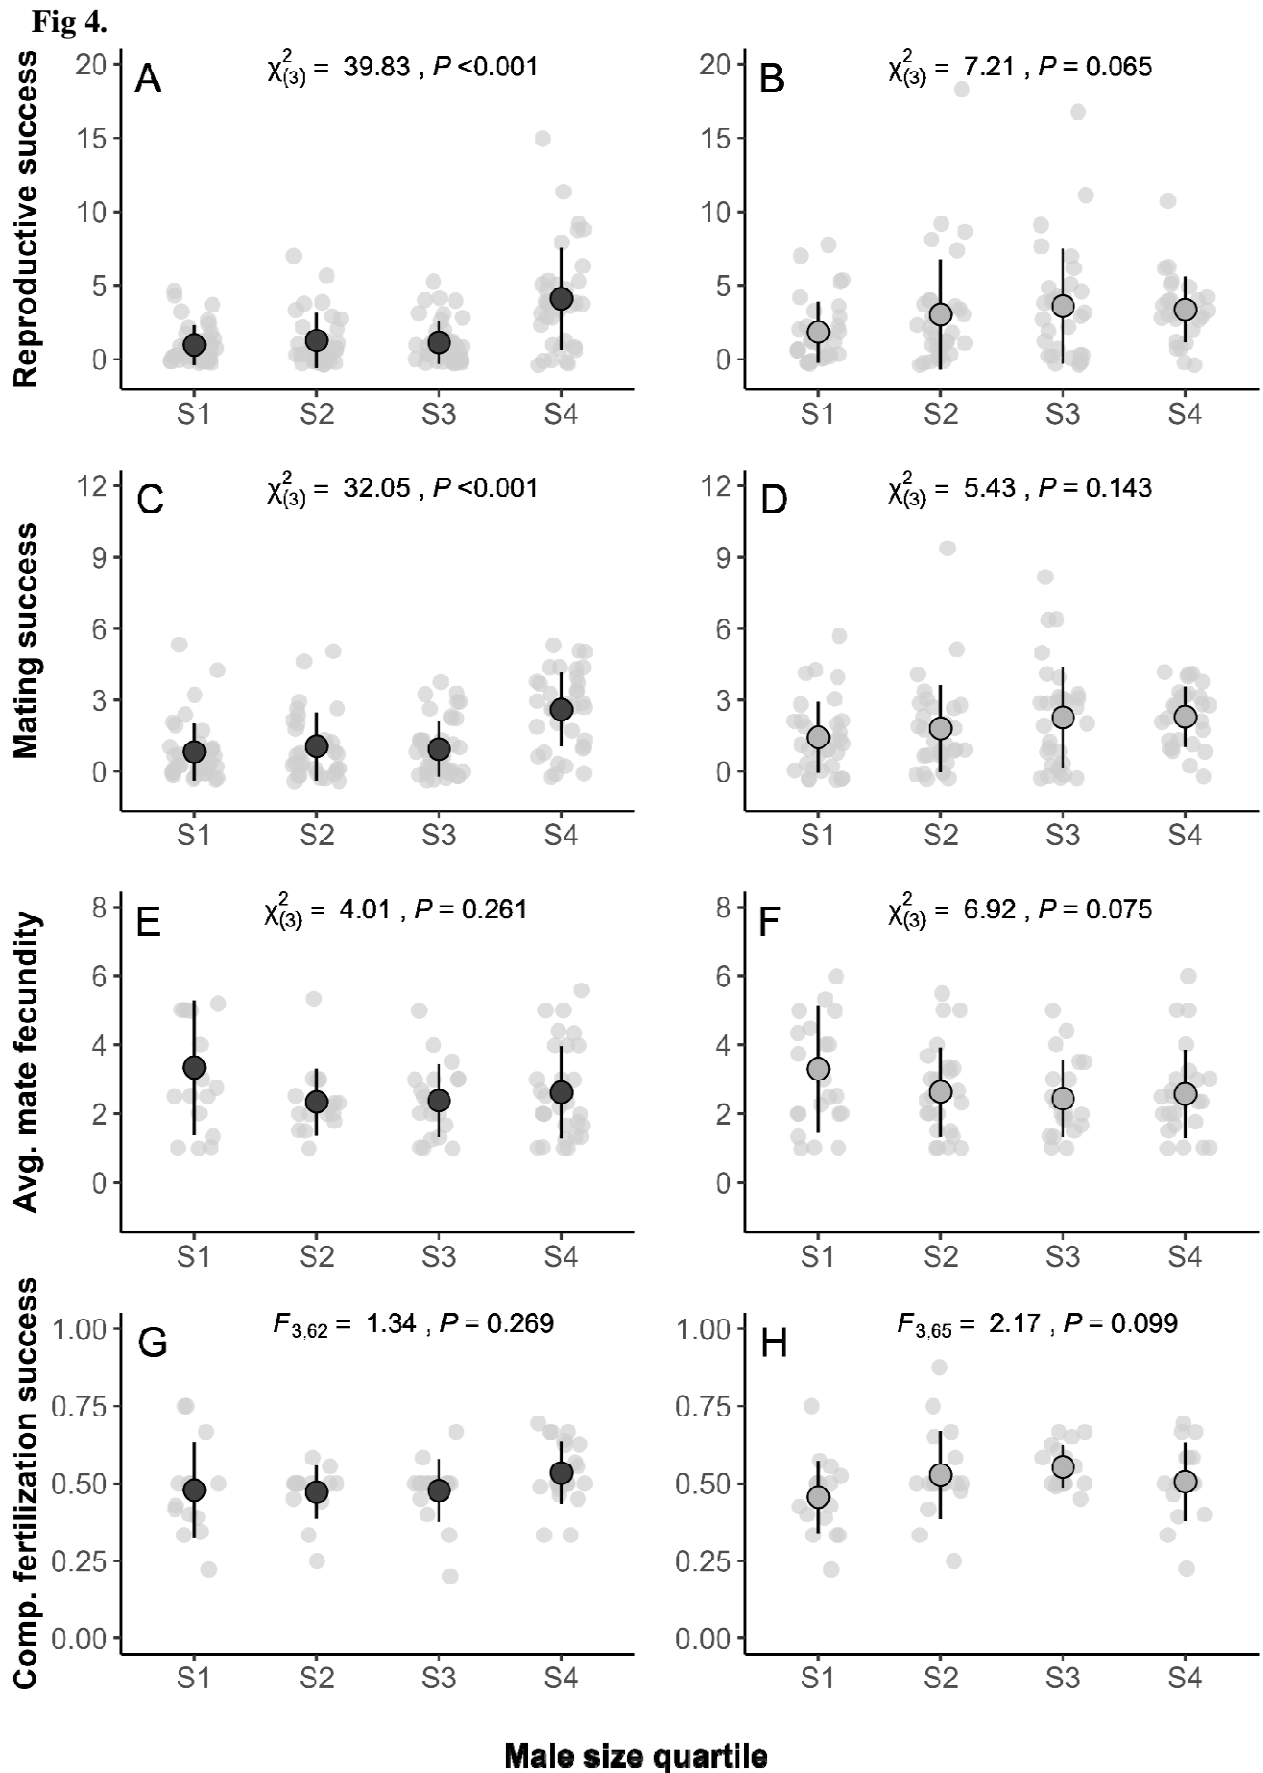 Fig 4.
Reproductive success
A
χ²(3) = 39.83 , P <0.001
20
15
10
5
0
S1 S2 S3 S4
B
χ²(3) = 7.21 , P = 0.065
20
15
10
5
0
S1 S2 S3 S4
Mating success
C
χ²(3) = 32.05 , P <0.001
12
9
6
3
0
S1 S2 S3 S4
D
χ²(3) = 5.43 , P = 0.143
12
9
6
3
0
S1 S2 S3 S4
Avg. mate fecundity
E
χ²(3) = 4.01 , P = 0.261
8
6
4
2
0
S1 S2 S3 S4
F
χ²(3) = 6.92 , P = 0.075
8
6
4
2
0
S1 S2 S3 S4
Comp. fertilization success
G
F3,62 = 1.34 , P = 0.269
1.00
0.75
0.50
0.25
0.00
S1 S2 S3 S4
H
F3,65 = 2.17 , P = 0.099
1.00
0.75
0.50
0.25
0.00
S1 S2 S3 S4
Male size quartile